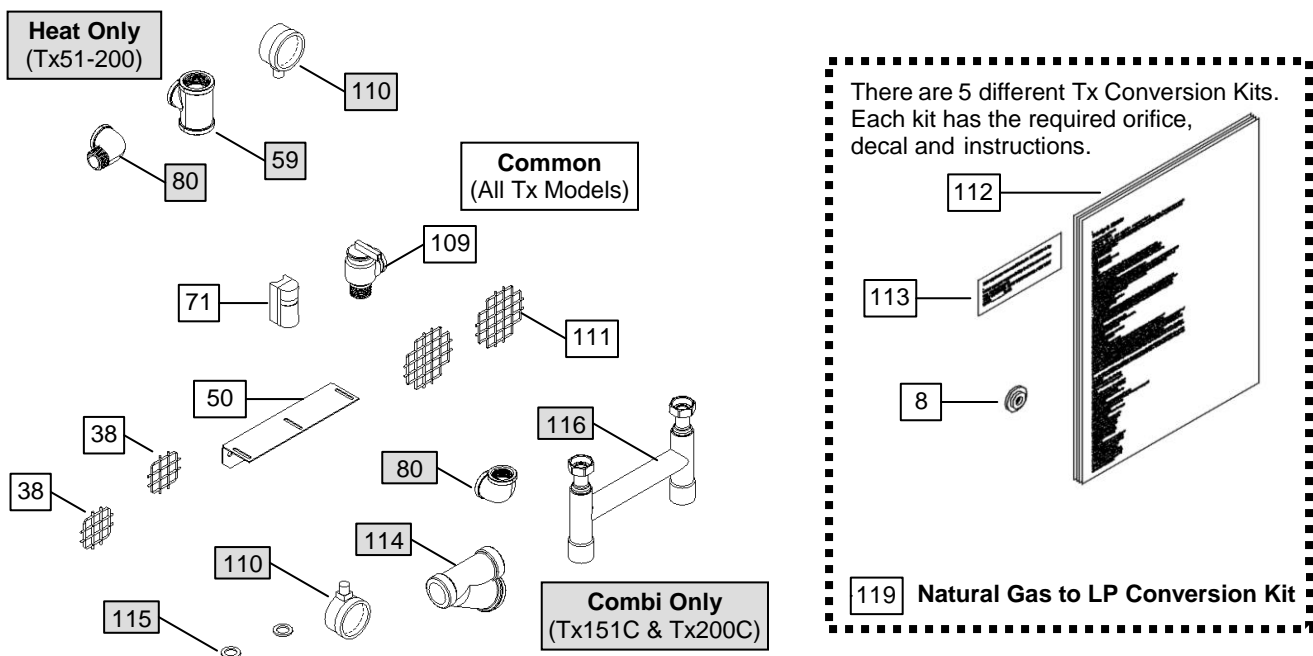 Heat Only
(Tx51-200)
110
59
80
Common
(All Tx Models)
109
71
111
50
38
38
116
80
114
110
115
Combi Only
(Tx151C & Tx200C)
There are 5 different Tx Conversion Kits.
Each kit has the required orifice,
decal and instructions.
112
113
8
119 Natural Gas to LP Conversion Kit